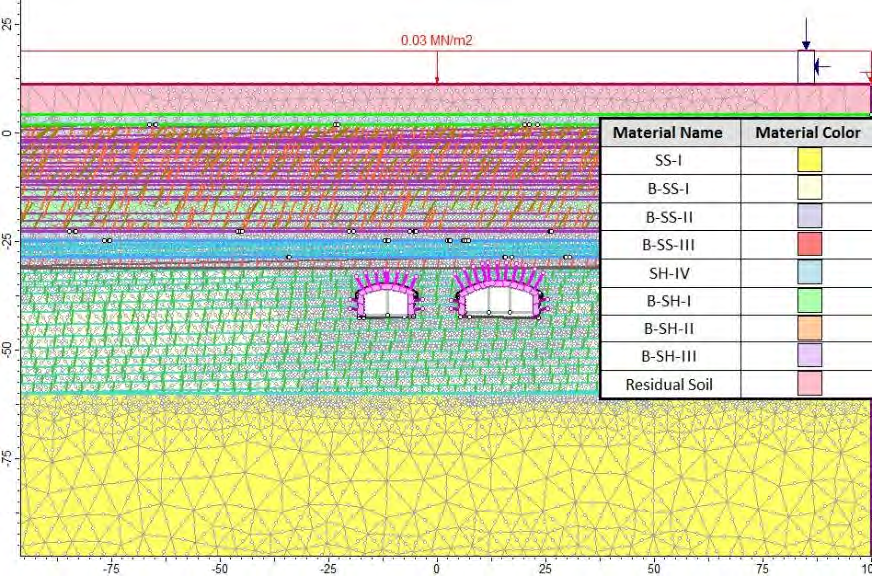 25
0.03 MN/m2
0
Material Name Material Color
SS-I
B-SS-I
B-SS-II
B-SS-III
-25
SH-IV
B-SH-I
B-SH-II
-50
B-SH-III
Residual Soil
-75
-75 -50 -25 0 25 50 75 10